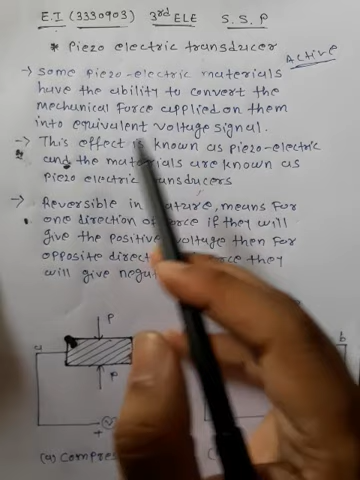 E.I (3330903) 3rd ELE S. S. P
* Piezo electric transducer
Active
→ Some Piezo-electric materials
have the ability to convert the
mechanical Force applied on them
into equivalent voltage signal.
→ This effect is known as Piezo-electric
and the materials are known as
Piezo electric transducers
→ Reversible in nature, means For
one direction of Force if they will
give the positive voltage then For
opposite direct they
will give
P
a
b
P
V
+
(a) Compres
(